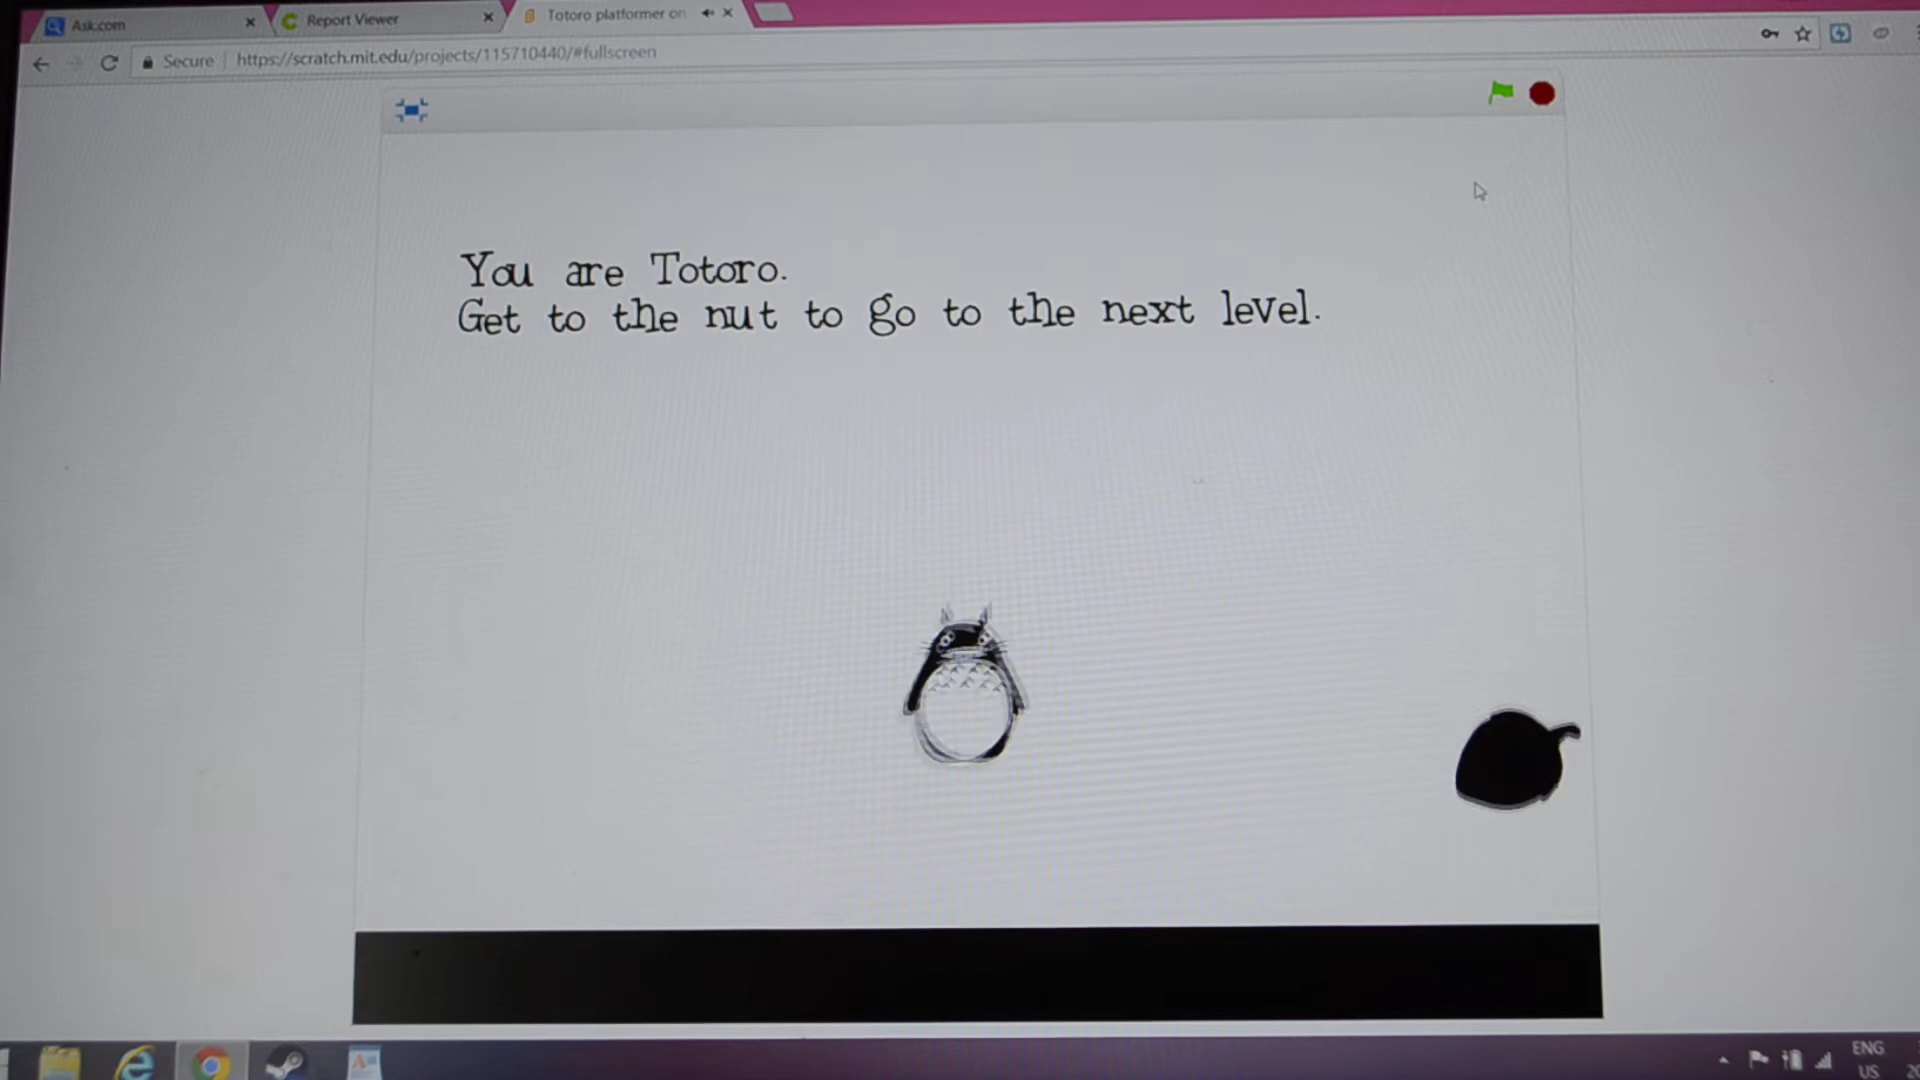 Ask.com
Report Viewer
Totoro platformer on
Secure
https://scratch.mit.edu/projects/115710440/#fullscreen
You are Totoro.
Get to the nut to go to the next level.
ENG
US